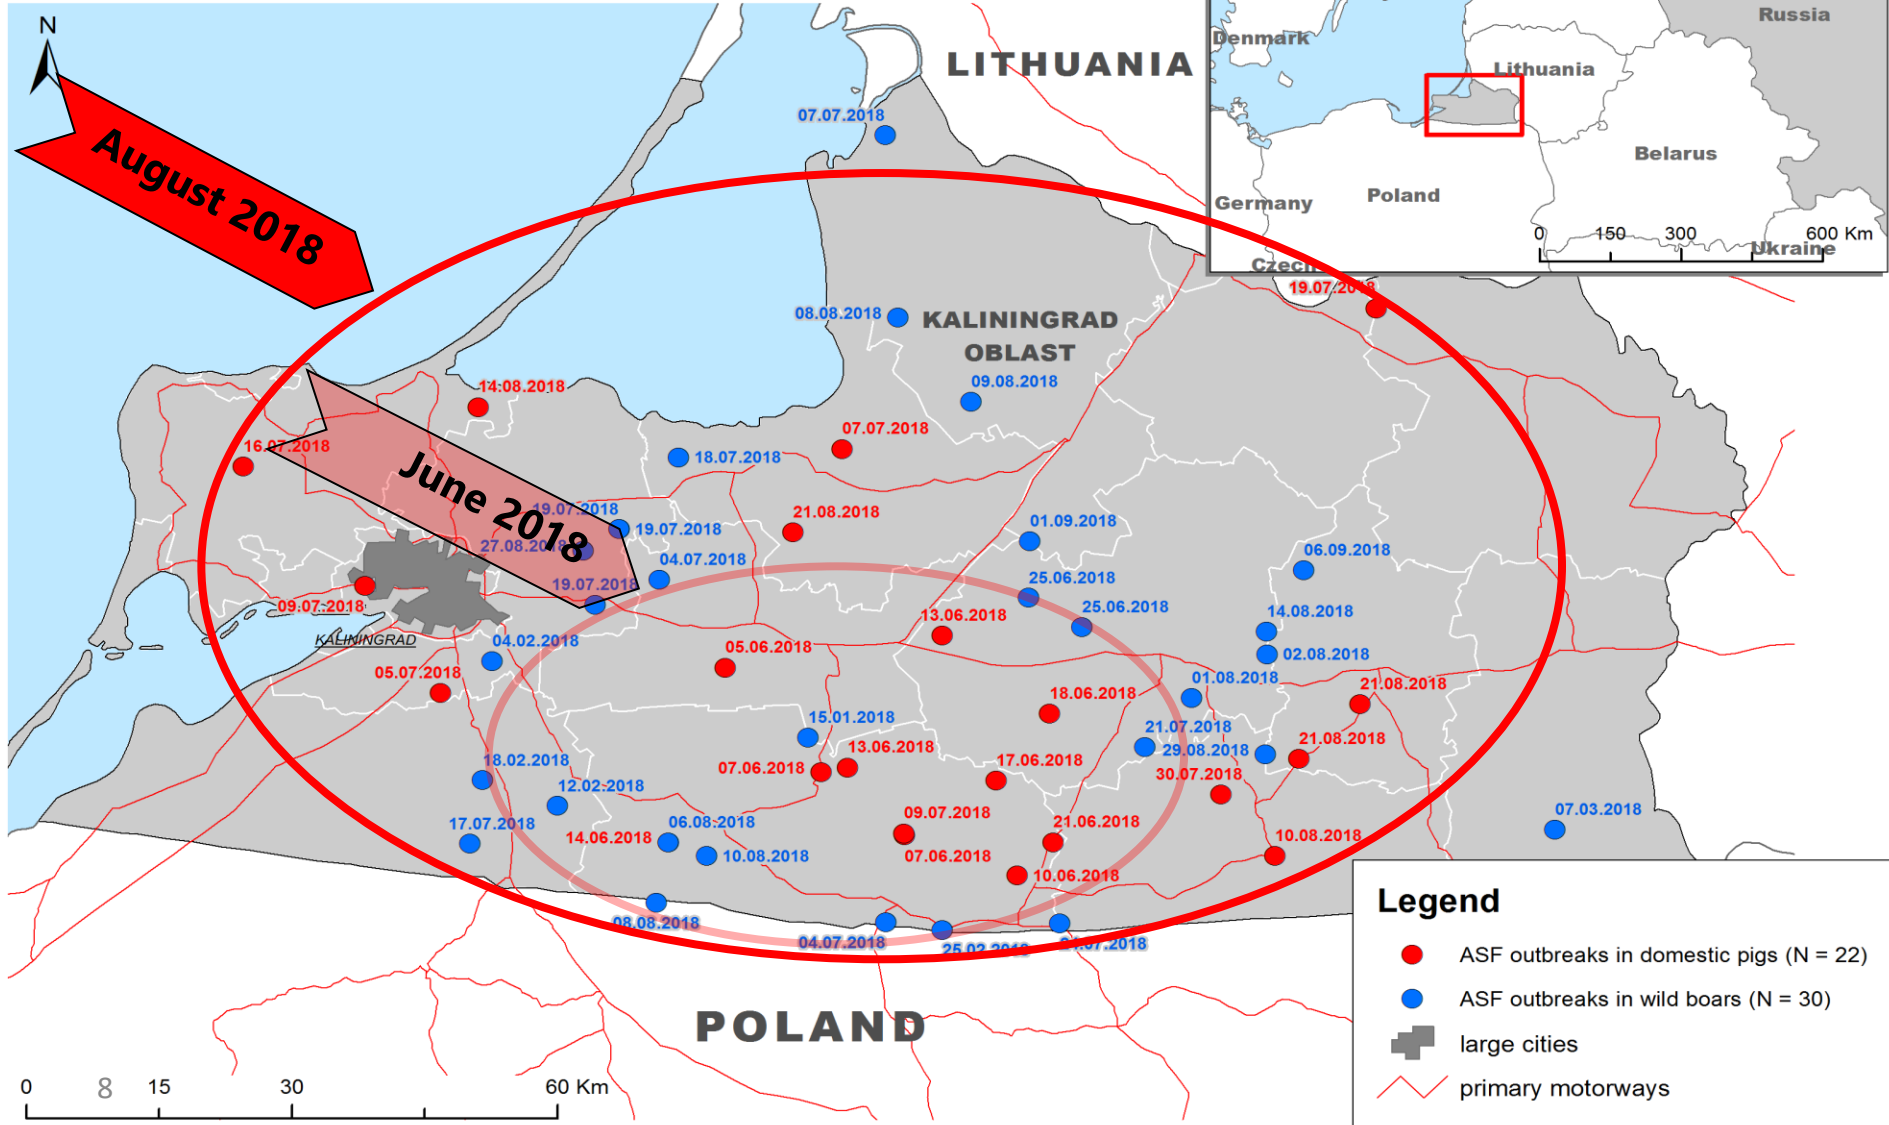 N
LITHUANIA
Russia
Denmark
Lithuania
Belarus
Poland
Germany
0 150 300 600 Km
Ukraine
Czech
August 2018
07.07.2018
19.07.2018
08.08.2018
KALININGRAD
OBLAST
09.08.2018
14.08.2018
07.07.2018
16.07.2018
18.07.2018
June 2018
19.07.2018
19.07.2018
21.08.2018
01.09.2018
27.08.2018
04.07.2018
06.09.2018
19.07.2018
25.06.2018
25.06.2018
09.07.2018
13.06.2018
14.08.2018
KALININGRAD
04.02.2018
05.06.2018
02.08.2018
05.07.2018
01.08.2018
21.08.2018
18.06.2018
15.01.2018
21.07.2018
13.06.2018
29.08.2018
21.08.2018
18.02.2018
07.06.2018
17.06.2018
30.07.2018
12.02.2018
07.03.2018
17.07.2018
14.06.2018
06.08.2018
09.07.2018
21.06.2018
10.08.2018
10.08.2018
07.06.2018
10.06.2018
08.08.2018
04.07.2018
25.02.2018
.07.2018
POLAND
Legend
ASF outbreaks in domestic pigs (N = 22)
ASF outbreaks in wild boars (N = 30)
large cities
primary motorways
0 15 30 60 Km
8